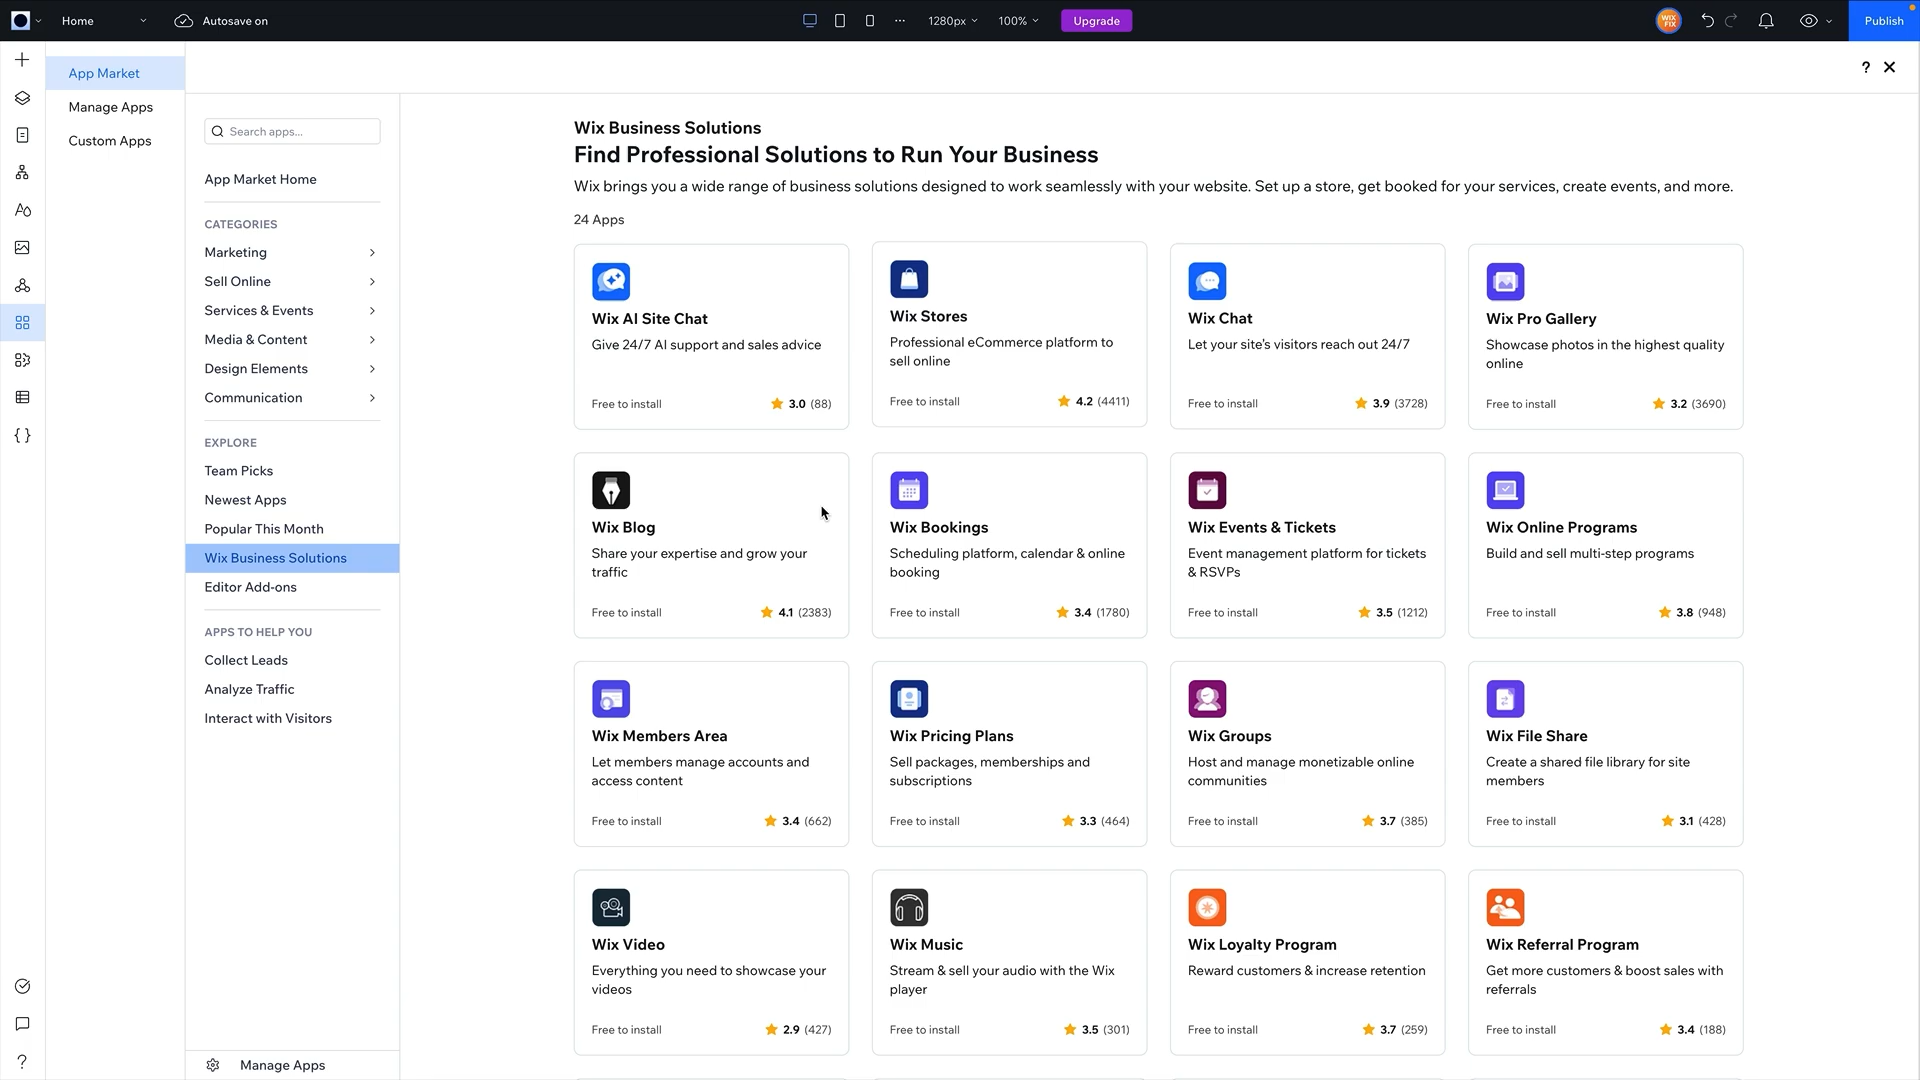 Home
Autosave on
1280px
100%
Upgrade
WIX FIX
Publish
App Market
Manage Apps
Custom Apps
?
Search apps...
App Market Home
CATEGORIES
Marketing
Sell Online
Services & Events
Media & Content
Design Elements
Communication
EXPLORE
Team Picks
Newest Apps
Popular This Month
Wix Business Solutions
Editor Add-ons
APPS TO HELP YOU
Collect Leads
Analyze Traffic
Interact with Visitors
Manage Apps
Wix Business Solutions
Find Professional Solutions to Run Your Business
Wix brings you a wide range of business solutions designed to work seamlessly with your website. Set up a store, get booked for your services, create events, and more.
24 Apps
Wix AI Site Chat
Give 24/7 AI support and sales advice
Free to install 3.0 (88)
Wix Stores
Professional eCommerce platform to
sell online
Free to install 4.2 (4411)
Wix Chat
Let your site's visitors reach out 24/7
Free to install 3.9 (3728)
Wix Pro Gallery
Showcase photos in the highest quality
online
Free to install 3.2 (3690)
Wix Blog
Share your expertise and grow your
traffic
Free to install 4.1 (2383)
Wix Bookings
Scheduling platform, calendar & online
booking
Free to install 3.4 (1780)
Wix Events & Tickets
Event management platform for tickets
& RSVPs
Free to install 3.5 (1212)
Wix Online Programs
Build and sell multi-step programs
Free to install 3.8 (948)
Wix Members Area
Let members manage accounts and
access content
Free to install 3.4 (662)
Wix Pricing Plans
Sell packages, memberships and
subscriptions
Free to install 3.3 (464)
Wix Groups
Host and manage monetizable online
communities
Free to install 3.7 (385)
Wix File Share
Create a shared file library for site
members
Free to install 3.1 (428)
Wix Video
Everything you need to showcase your
videos
Free to install 2.9 (427)
Wix Music
Stream & sell your audio with the Wix
player
Free to install 3.5 (301)
Wix Loyalty Program
Reward customers & increase retention
Free to install 3.7 (259)
Wix Referral Program
Get more customers & boost sales with
referrals
Free to install 3.4 (188)